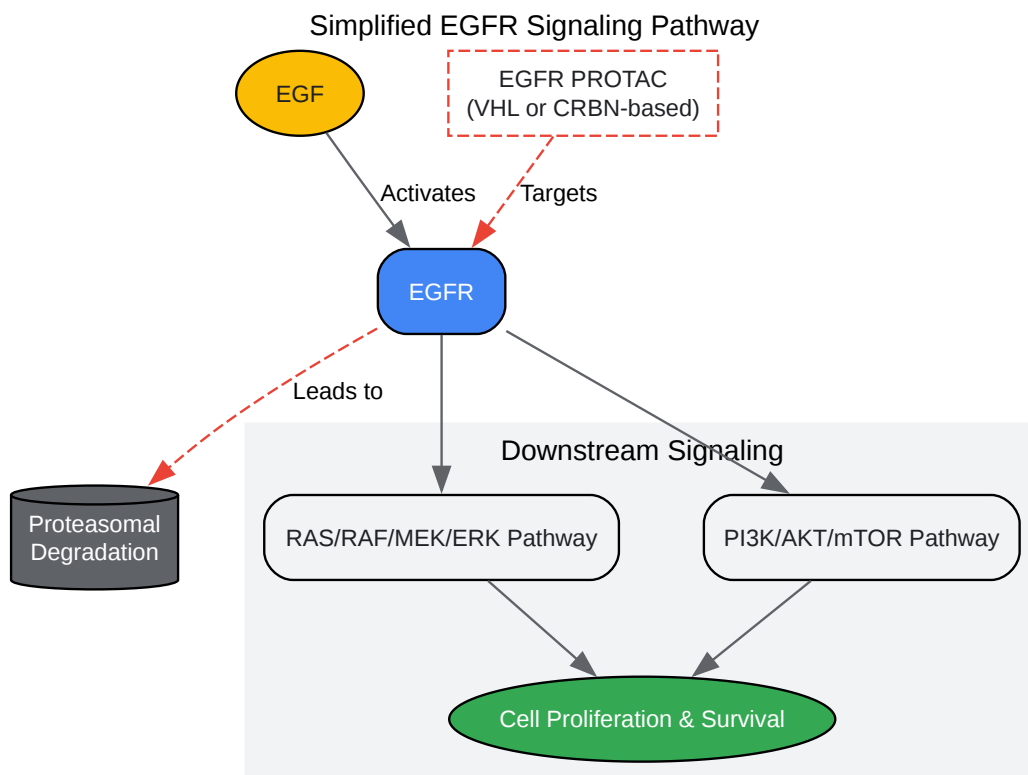 Simplified EGFR Signaling Pathway
EGF
EGFR PROTAC
(VHL or CRBN-based)
Activates
Targets
EGFR
Leads to
Downstream Signaling
Proteasomal
Degradation
RAS/RAF/MEK/ERK Pathway
PI3K/AKT/mTOR Pathway
Cell Proliferation & Survival